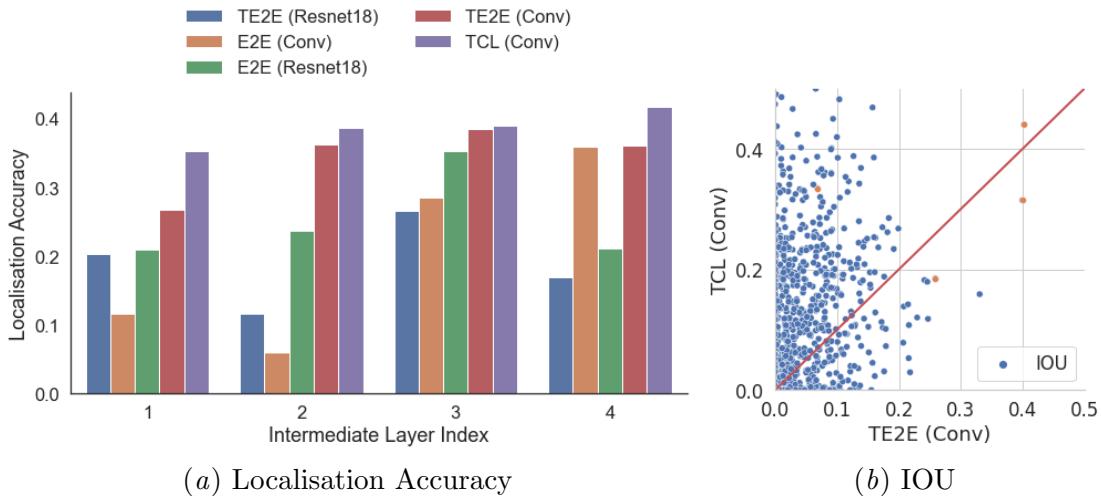 TE2E (Resnet18)
E2E (Conv)
E2E (Resnet18)
TE2E (Conv)
TCL (Conv)
Localisation Accuracy
0.4
0.3
0.2
0.1
0.0
1 2 3 4
Intermediate Layer Index
(a) Localisation Accuracy
TCL (Conv)
0.4
0.2
0.0
IOU
0.0 0.1 0.2 0.3 0.4 0.5
TE2E (Conv)
(b) IOU